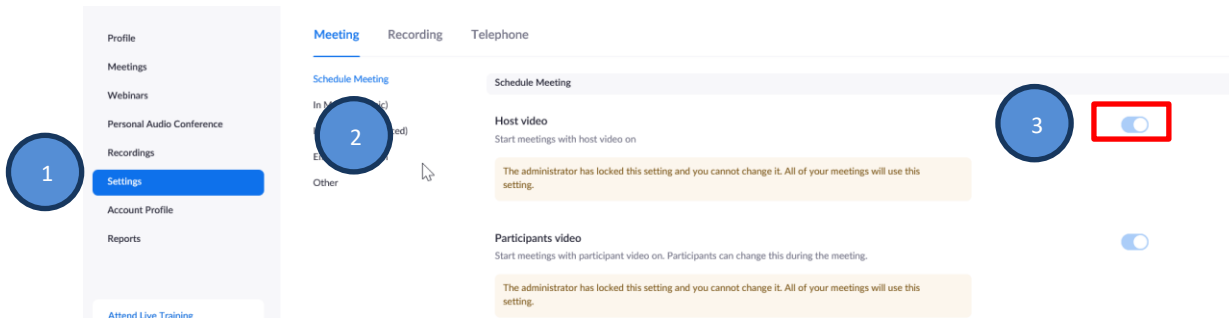 Profile
Meetings
Webinars
Personal Audio Conference
Recordings
Settings
Account Profile
Reports
Attend Live Training
1
Meeting Recording Telephone
Schedule Meeting
In
Other
2
Schedule Meeting
Host video
Start meetings with host video on
The administrator has locked this setting and you cannot change it. All of your meetings will use this
setting.
3
Participants video
Start meetings with participant video on. Participants can change this during the meeting.
The administrator has locked this setting and you cannot change it. All of your meetings will use this
setting.